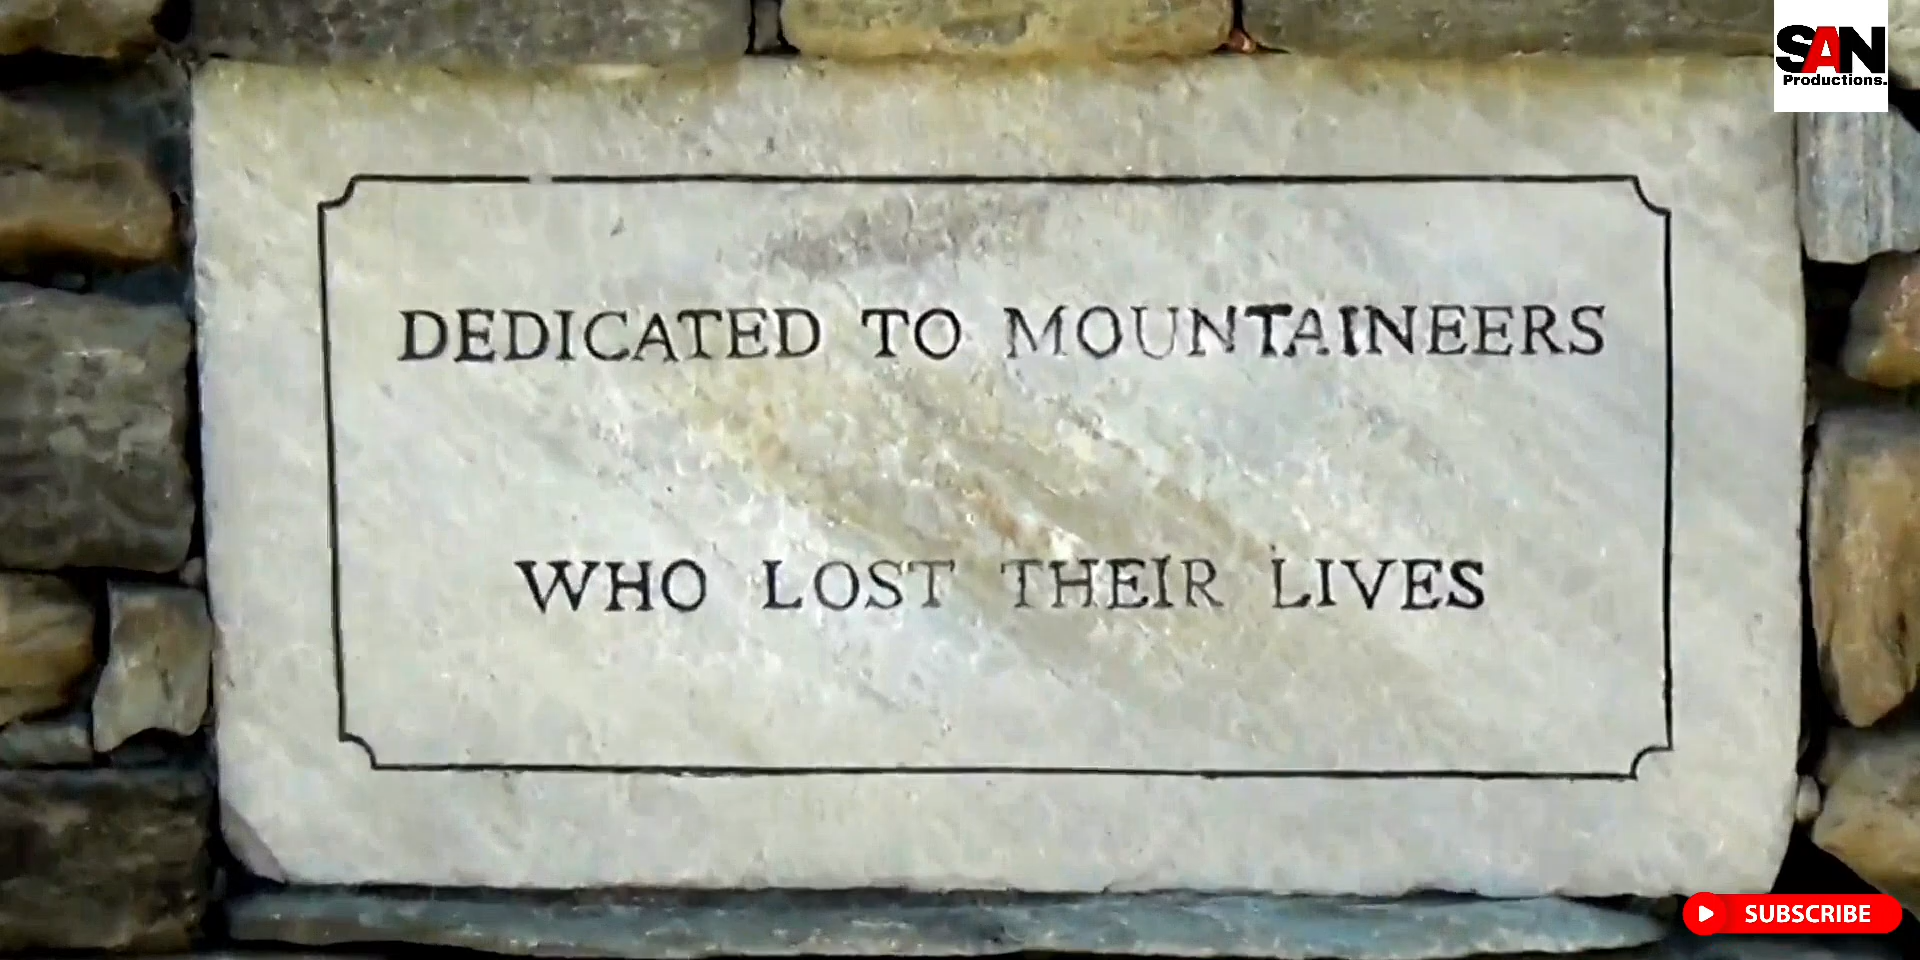 SAN
Productions.
DEDICATED TO MOUNTAINEERS
WHO LOST THEIR LIVES
SUBSCRIBE